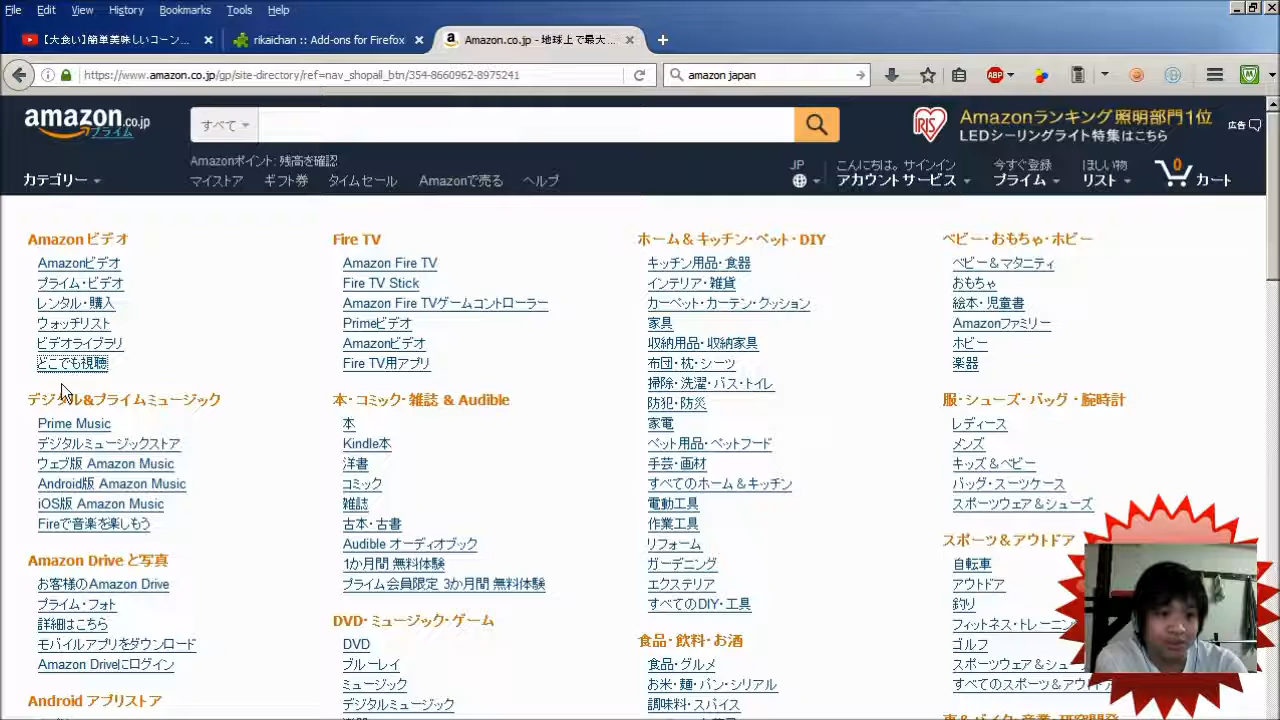 File Edit View History Bookmarks Tools Help
【大食い】簡単美味しいコーン...
rikaichan :: Add-ons for Firefox
Amazon.co.jp - 地球上で最大...
https://www.amazon.co.jp/gp/site-directory/ref=nav_shopall_btn/354-8660962-8975241
amazon japan
ABP
amazon.co.jp
プライム
すべて
IRIS
Amazonランキング 照明部門1位
LEDシーリングライト特集はこちら
広告
Amazonポイント: 残高を確認
カテゴリー
マイストア ギフト券 タイムセール Amazonで売る ヘルプ
JP
こんにちは。サインイン
アカウントサービス
今すぐ登録
プライム
ほしい物
リスト
0
カート
Amazon ビデオ
Amazonビデオ
プライム・ビデオ
レンタル・購入
ウォッチリスト
ビデオライブラリ
どこでも視聴
デジタル&プライムミュージック
Prime Music
デジタルミュージックストア
ウェブ版 Amazon Music
Android版 Amazon Music
iOS版 Amazon Music
Fireで音楽を楽しもう
Amazon Drive と写真
お客様のAmazon Drive
プライム・フォト
詳細はこちら
モバイルアプリをダウンロード
Amazon Driveにログイン
Android アプリストア
Fire TV
Amazon Fire TV
Fire TV Stick
Amazon Fire TVゲームコントローラー
Primeビデオ
Amazonビデオ
Fire TV用アプリ
本・コミック・雑誌 & Audible
本
Kindle本
洋書
コミック
雑誌
古本・古書
Audible オーディオブック
1か月間 無料体験
プライム会員限定 3か月間 無料体験
DVD・ミュージック・ゲーム
DVD
ブルーレイ
ミュージック
デジタルミュージック
ホーム＆キッチン・ペット・DIY
キッチン用品・食器
インテリア・雑貨
カーペット・カーテン・クッション
家具
収納用品・収納家具
布団・枕・シーツ
掃除・洗濯・バス・トイレ
防犯・防災
家電
ペット用品・ペットフード
手芸・画材
すべてのホーム＆キッチン
電動工具
作業工具
リフォーム
ガーデニング
エクステリア
すべてのDIY・工具
食品・飲料・お酒
食品・グルメ
お米・麺・パン・シリアル
調味料・スパイス
ベビー・おもちゃ・ホビー
ベビー＆マタニティ
おもちゃ
絵本・児童書
Amazonファミリー
ホビー
楽器
服・シューズ・バッグ・腕時計
レディース
メンズ
キッズ＆ベビー
バッグ・スーツケース
スポーツウェア＆シューズ
スポーツ＆アウトドア
自転車
アウトドア
釣り
フィットネス・トレーニン
ゴルフ
スポーツウェア＆シュー
すべてのスポーツ＆アウト